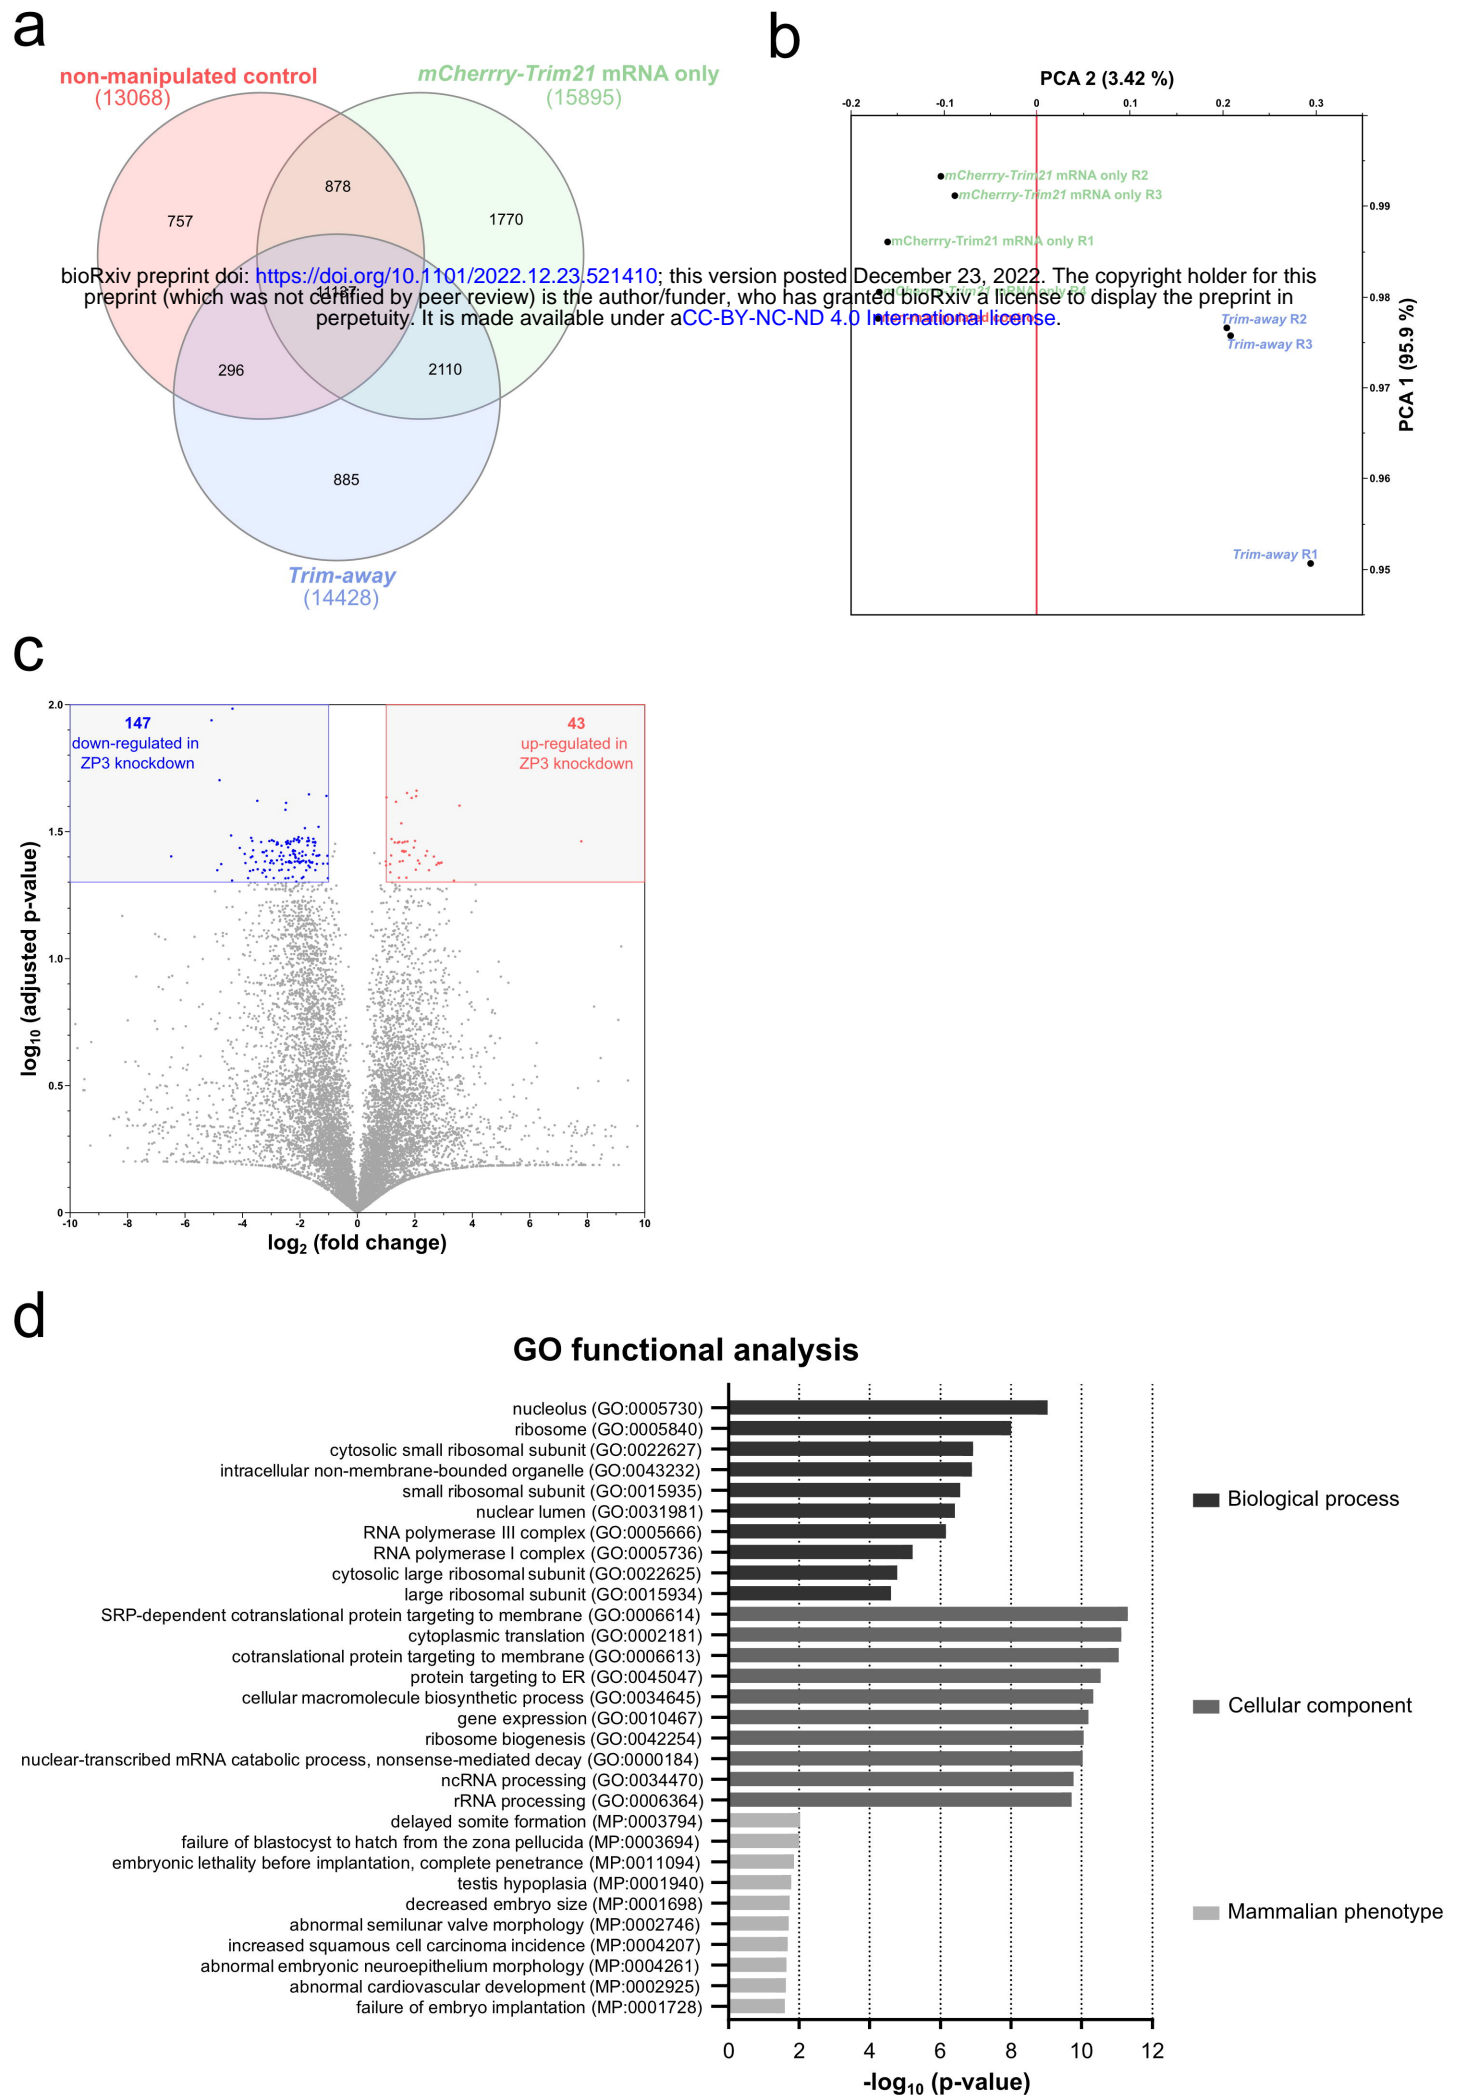 a
b
non-manipulated control
(13068)
mCherrry-Trim21 mRNA only
(15895)
757
878
1770
11137
296
2110
885
Trim-away
(14428)
PCA 2 (3.42 %)
-0.2 -0.1 0 0.1 0.2 0.3
mCherrry-Trim21 mRNA only R2
mCherrry-Trim21 mRNA only R3
mCherrry-Trim21 mRNA only R1
mCherrry-Trim21 mRNA only R4
non-manipulated control
Trim-away R2
Trim-away R3
Trim-away R1
0.99
0.98
0.97
0.96
0.95
PCA 1 (95.9 %)
bioRxiv preprint doi: https://doi.org/10.1101/2022.12.23.521410; this version posted December 23, 2022. The copyright holder for this
preprint (which was not certified by peer review) is the author/funder, who has granted bioRxiv a license to display the preprint in
perpetuity. It is made available under aCC-BY-NC-ND 4.0 International license.
c
147
down-regulated in
ZP3 knockdown
43
up-regulated in
ZP3 knockdown
log10 (adjusted p-value)
2.0
1.5
1.0
0.5
0
-10 -8 -6 -4 -2 0 2 4 6 8 10
log2 (fold change)
d
GO functional analysis
nucleolus (GO:0005730)
ribosome (GO:0005840)
cytosolic small ribosomal subunit (GO:0022627)
intracellular non-membrane-bounded organelle (GO:0043232)
small ribosomal subunit (GO:0015935)
nuclear lumen (GO:0031981)
RNA polymerase III complex (GO:0005666)
RNA polymerase I complex (GO:0005736)
cytosolic large ribosomal subunit (GO:0022625)
large ribosomal subunit (GO:0015934)
SRP-dependent cotranslational protein targeting to membrane (GO:0006614)
cytoplasmic translation (GO:0002181)
cotranslational protein targeting to membrane (GO:0006613)
protein targeting to ER (GO:0045047)
cellular macromolecule biosynthetic process (GO:0034645)
gene expression (GO:0010467)
ribosome biogenesis (GO:0042254)
nuclear-transcribed mRNA catabolic process, nonsense-mediated decay (GO:0000184)
ncRNA processing (GO:0034470)
rRNA processing (GO:0006364)
delayed somite formation (MP:0003794)
failure of blastocyst to hatch from the zona pellucida (MP:0003694)
embryonic lethality before implantation, complete penetrance (MP:0011094)
testis hypoplasia (MP:0001940)
decreased embryo size (MP:0001698)
abnormal semilunar valve morphology (MP:0002746)
increased squamous cell carcinoma incidence (MP:0004207)
abnormal embryonic neuroepithelium morphology (MP:0004261)
abnormal cardiovascular development (MP:0002925)
failure of embryo implantation (MP:0001728)
Biological process
Cellular component
Mammalian phenotype
0 2 4 6 8 10 12
-log10 (p-value)